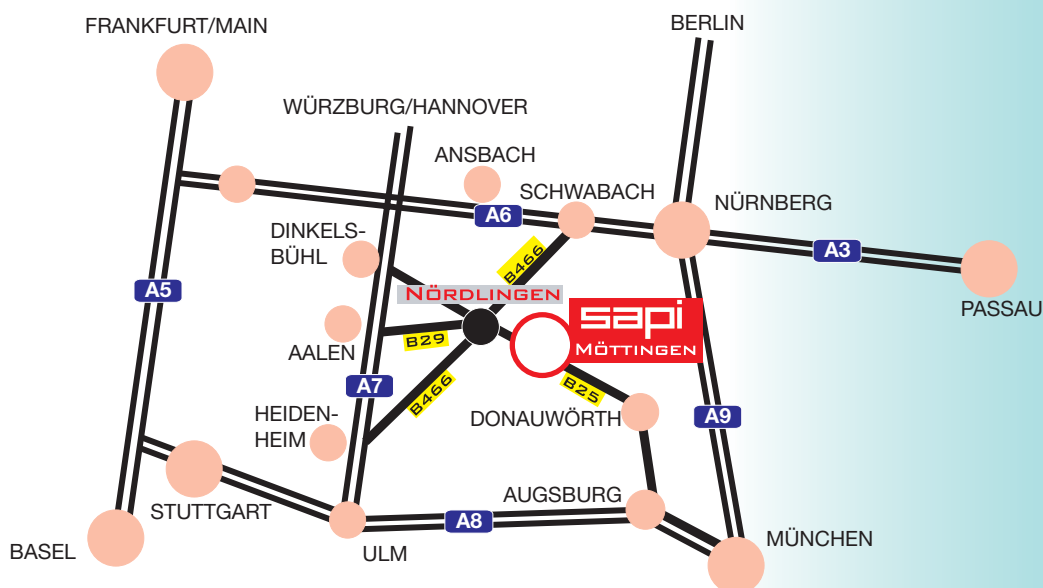 FRANKFURT/MAIN
BERLIN
WÜRZBURG/HANNOVER
ANSBACH
SCHWABACH
NÜRNBERG
A6
DINKELS-
BÜHL
A3
B466
A5
NÖRDLINGEN
sapi
MÖTTINGEN
PASSAU
AALEN
B29
A7
B466
B25
HEIDEN-
HEIM
DONAUWÖRTH
A9
STUTTGART
AUGSBURG
A8
BASEL
ULM
MÜNCHEN